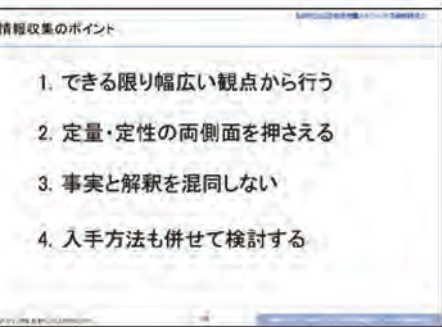 情報収集のポイント
1. できる限り幅広い観点から行う
2. 定量・定性の両側面を押さえる
3. 事実と解釈を混同しない
4. 入手方法も併せて検討する